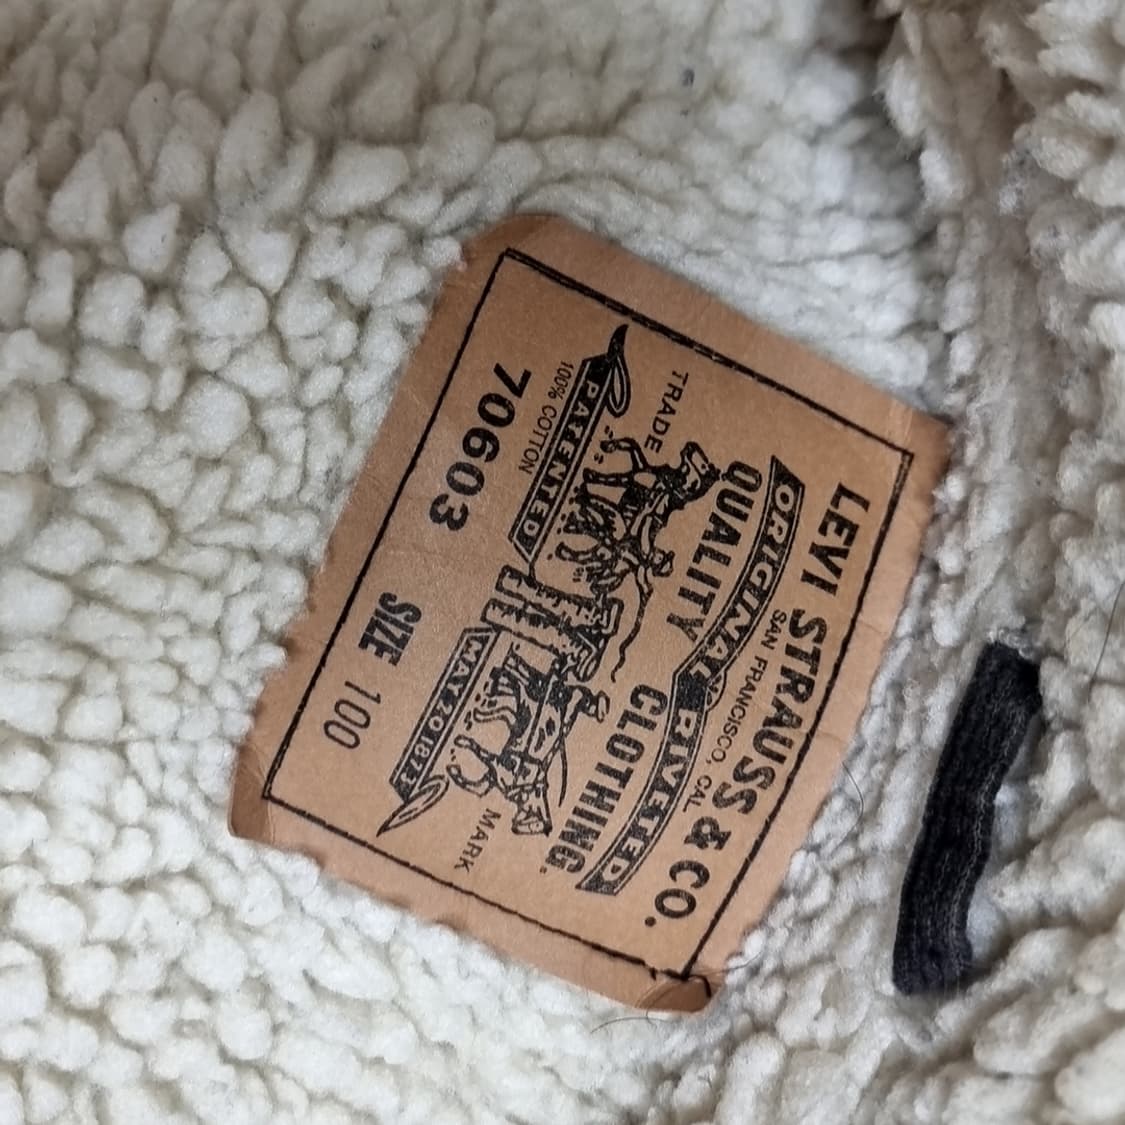 LEVI STRAUSS & CO.
SAN FRANCISCO, CAL
ORIGINAL RIVETED
QUALITY CLOTHING.
TRADE MARK
PATENTED MAY 20 1873
100% COTTON
70603
SIZE 100